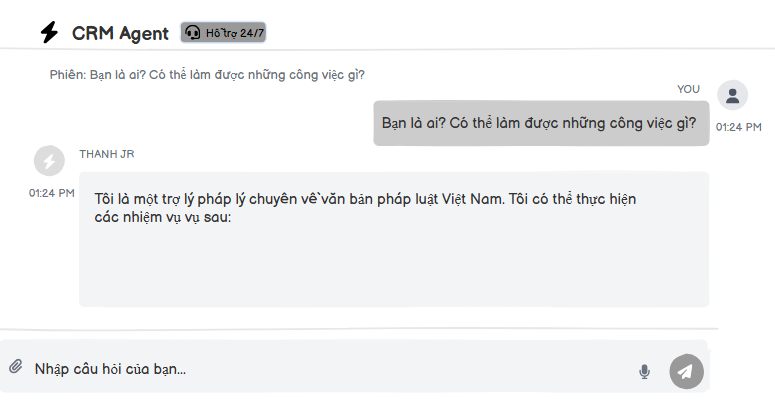 CRM Agent
Hỗ trợ 24/7
Phiên: Bạn là ai? Có thể làm được những công việc gì?
YOU
Bạn là ai? Có thể làm được những công việc gì?
01:24 PM
THANH JR
01:24 PM
Tôi là một trợ lý pháp lý chuyên về văn bản pháp luật Việt Nam. Tôi có thể thực hiện
các nhiệm vụ vụ sau:
Nhập câu hỏi của bạn...